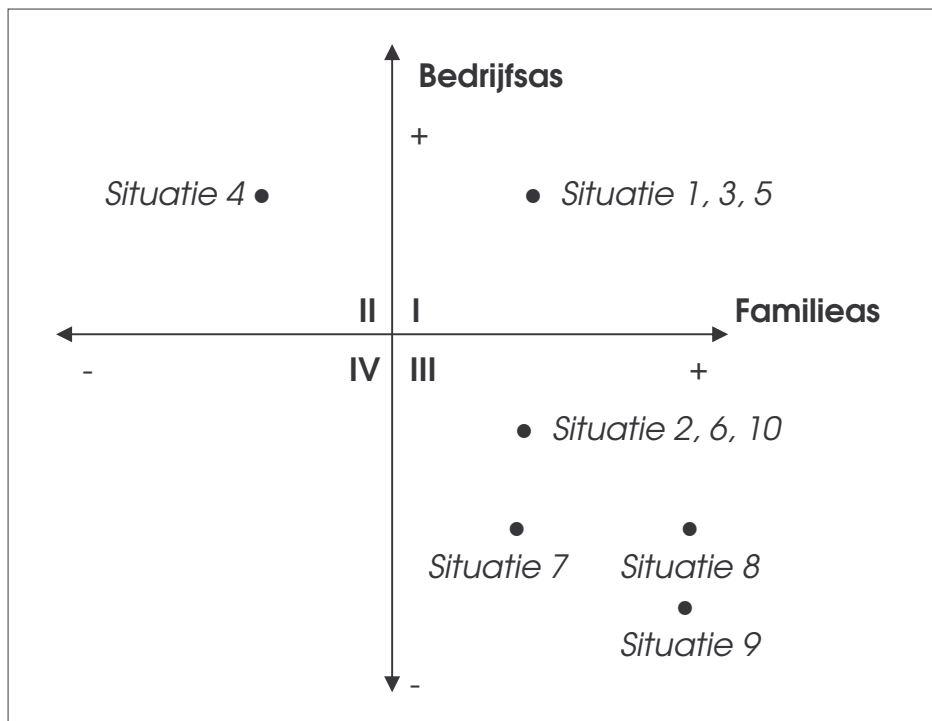 Bedrijfsas
+
Situatie 4
Situatie 1, 3, 5
II I
Familieas
-
IV III
+
Situatie 2, 6, 10
Situatie 7
Situatie 8
Situatie 9
-